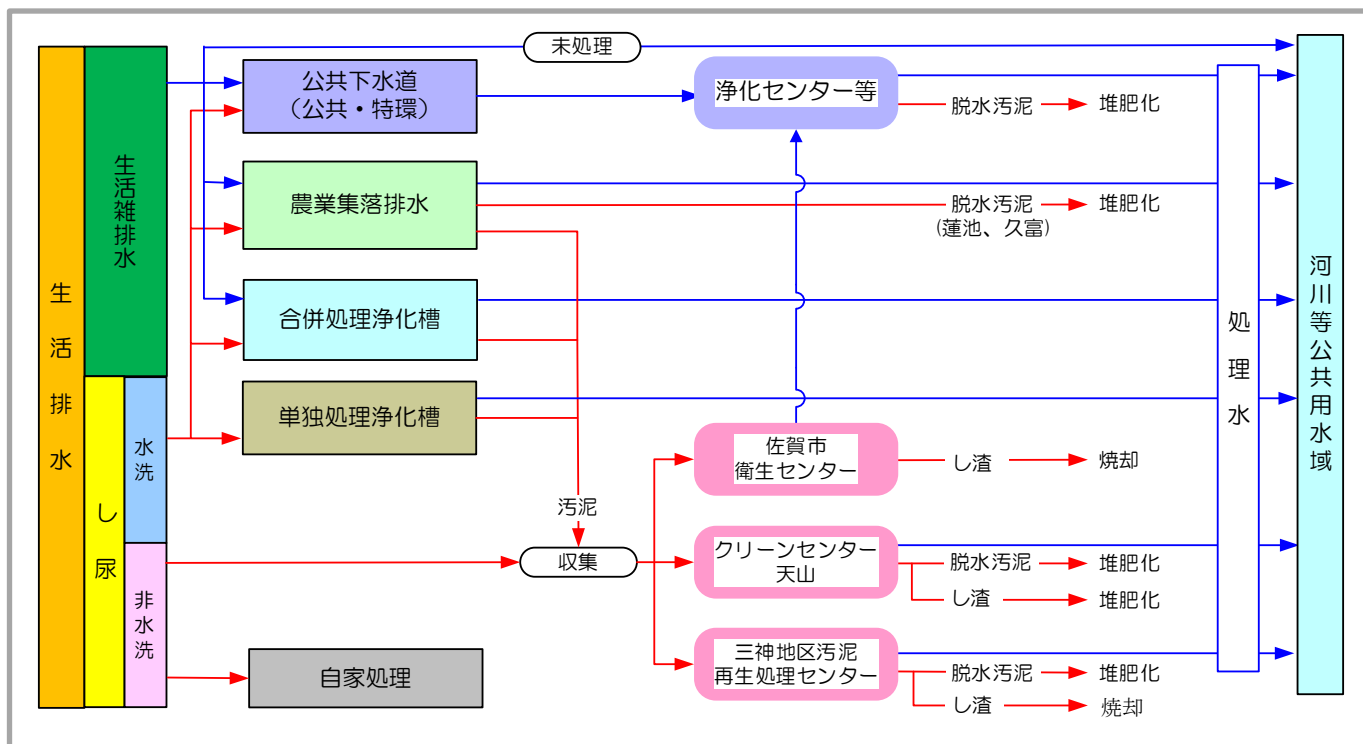 生活排水
生活雑排水
し尿
水洗
非水洗
未処理
公共下水道
（公共・特環）
農業集落排水
合併処理浄化槽
単独処理浄化槽
自家処理
汚泥
収集
浄化センター等
脱水汚泥
堆肥化
脱水汚泥
(蓮池、久富)
堆肥化
佐賀市
衛生センター
し渣
焼却
クリーンセンター
天山
脱水汚泥
堆肥化
し渣
堆肥化
三神地区汚泥
再生処理センター
脱水汚泥
堆肥化
し渣
焼却
処理水
河川等公共用水域